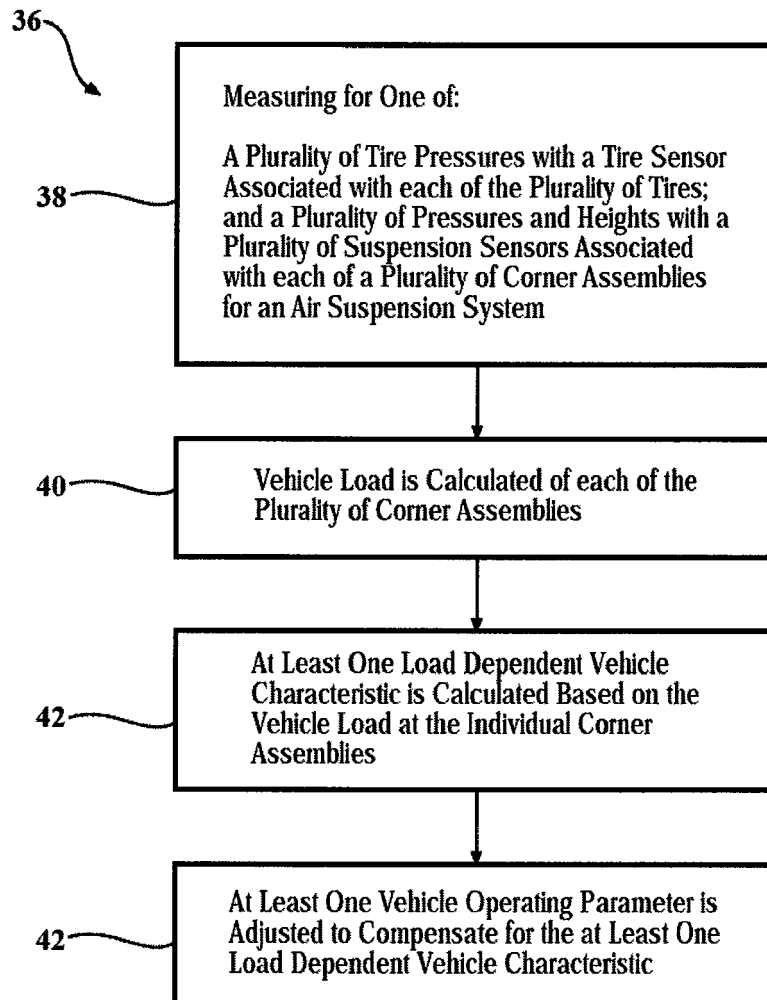 36
Measuring for One of:
38
A Plurality of Tire Pressures with a Tire Sensor
Associated with each of the Plurality of Tires;
and a Plurality of Pressures and Heights with a
Plurality of Suspension Sensors Associated
with each of a Plurality of Corner Assemblies
for an Air Suspension System
40
Vehicle Load is Calculated of each of the
Plurality of Corner Assemblies
42
At Least One Load Dependent Vehicle
Characteristic is Calculated Based on the
Vehicle Load at the Individual Corner
Assemblies
42
At Least One Vehicle Operating Parameter is
Adjusted to Compensate for the at Least One
Load Dependent Vehicle Characteristic